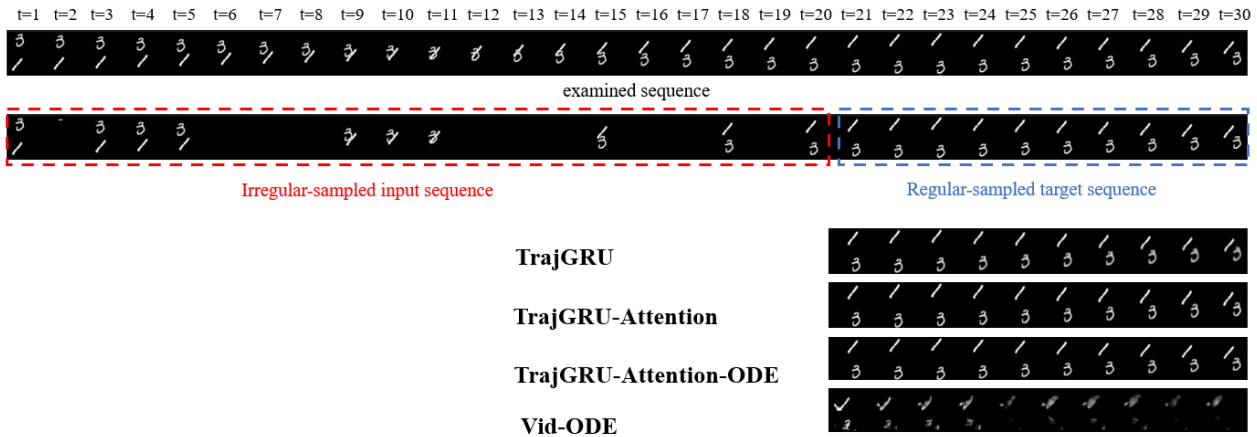 t=1 t=2 t=3 t=4 t=5 t=6 t=7 t=8 t=9 t=10 t=11 t=12 t=13 t=14 t=15 t=16 t=17 t=18 t=19 t=20 t=21 t=22 t=23 t=24 t=25 t=26 t=27 t=28 t=29 t=30
examined sequence
Irregular-sampled input sequence Regular-sampled target sequence
TrajGRU
TrajGRU-Attention
TrajGRU-Attention-ODE
Vid-ODE